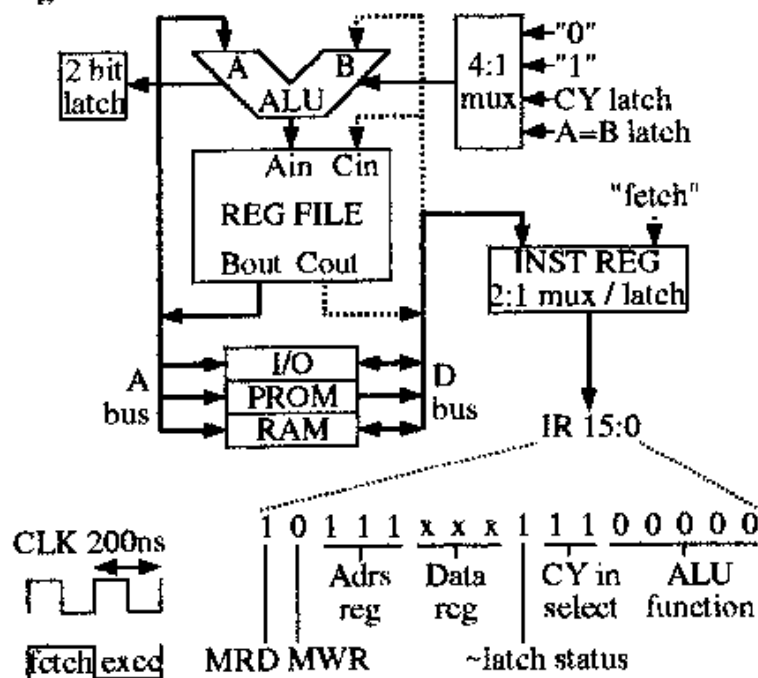 A B "0"
2 bit latch 4:1 mux "1"
ALU CY latch
A=B latch
Ain Cin
REG FILE "fetch"
Bout Cout INST REG
2:1 mux / latch
A bus I/O D bus
PROM
RAM IR 15:0
1 0 1 1 1 x x x 1 1 1 0 0 0 0 0
CLK 200ns
Adrs reg Data reg CY in select ALU function
fetch exec MRD MWR ~latch status